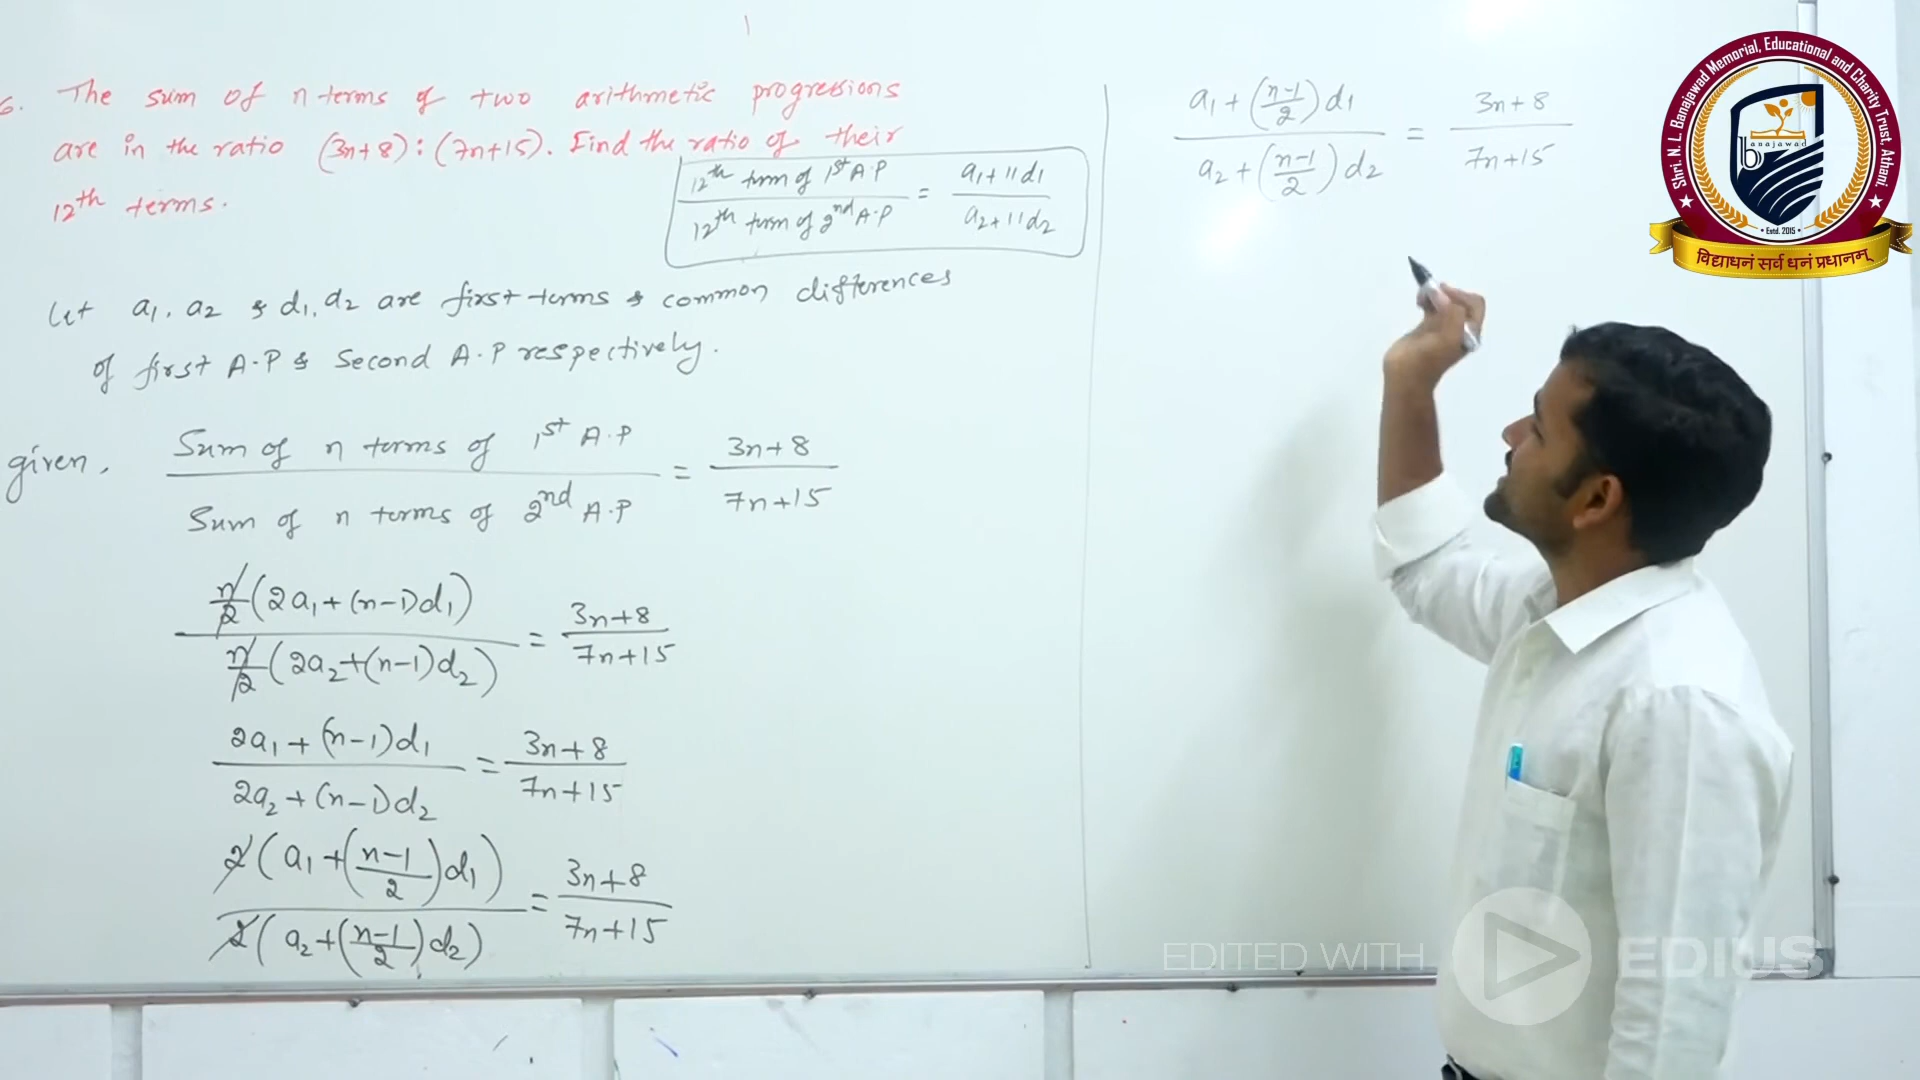 6. The sum of n terms of two arithmetic progressions
are in the ratio (3n+8) : (7n+15). Find the ratio of their
12th terms.
12th term of 1st A.P / 12th term of 2nd A.P = a1+11d1 / a2+11d2
Let a1, a2 & d1, d2 are first terms & common differences
of first A.P & Second A.P respectively.
given, Sum of n terms of 1st A.P / Sum of n terms of 2nd A.P = 3n+8 / 7n+15
n/2 (2a1+(n-1)d1) / n/2 (2a2+(n-1)d2) = 3n+8 / 7n+15
2a1+(n-1)d1 / 2a2+(n-1)d2 = 3n+8 / 7n+15
2(a1+(n-1/2)d1) / 2(a2+(n-1/2)d2) = 3n+8 / 7n+15
a1+(n-1/2)d1 / a2+(n-1/2)d2 = 3n+8 / 7n+15
Shri. N. L. Banajawad Memorial, Educational and Charity Trust, Athani.
banajawad
• Estd. 2015 •
विद्याधनं सर्व धनं प्रधानम्
EDITED WITH EDIUS